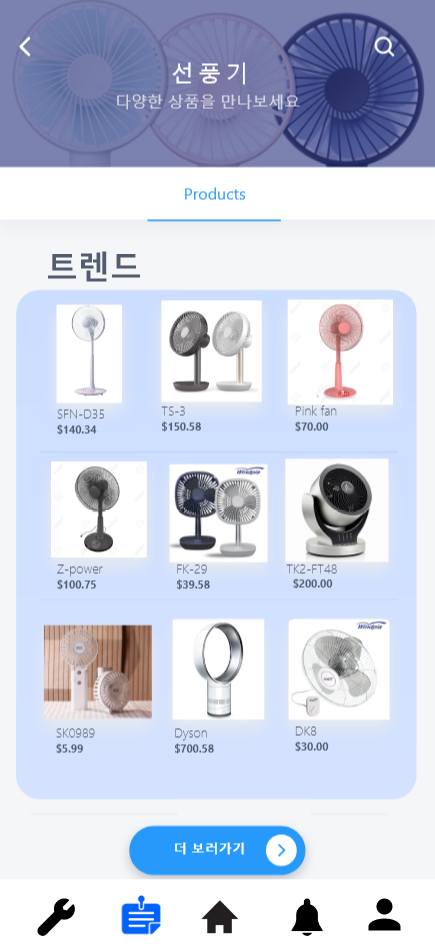 선풍기
다양한 상품을 만나보세요
Products
트렌드
SFN-D35
$140.34
TS-3
$150.58
Pink fan
$70.00
Z-power
$100.75
FK-29
$39.58
TK2-FT48
$200.00
SK0989
$5.99
Dyson
$700.58
DK8
$30.00
더 보러가기